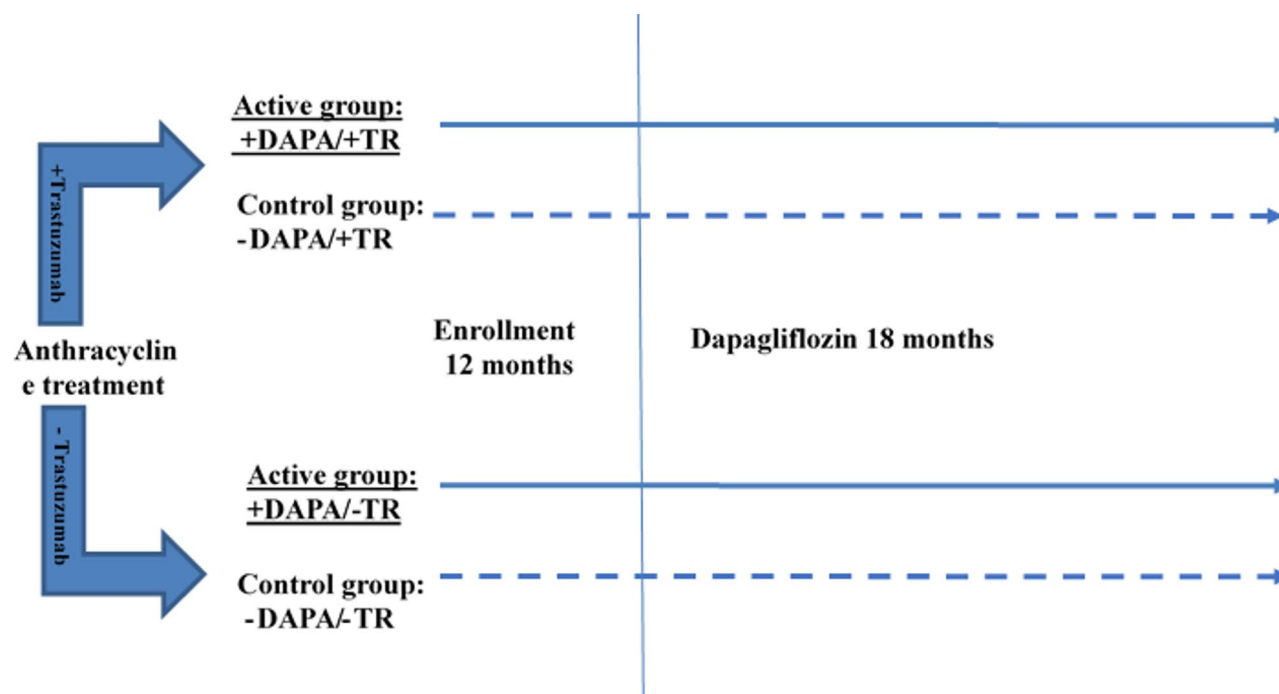 Active group:
+DAPA/+TR
+Trastuzumab
Control group:
-DAPA/+TR
Enrollment
12 months
Dapagliflozin 18 months
Anthracyclin
e treatment
- Trastuzumab
Active group:
+DAPA/-TR
Control group:
-DAPA/-TR